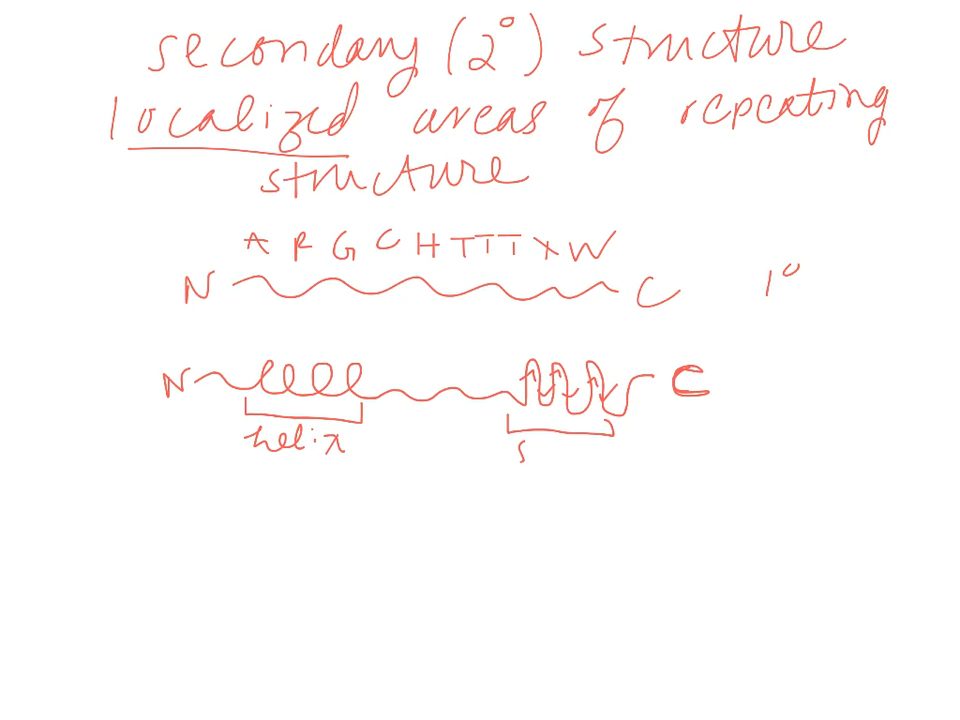 secondary (2°) structure
localized areas of repeating
structure
A R G C H T T T Y W
N C 1°
N C
helix
s